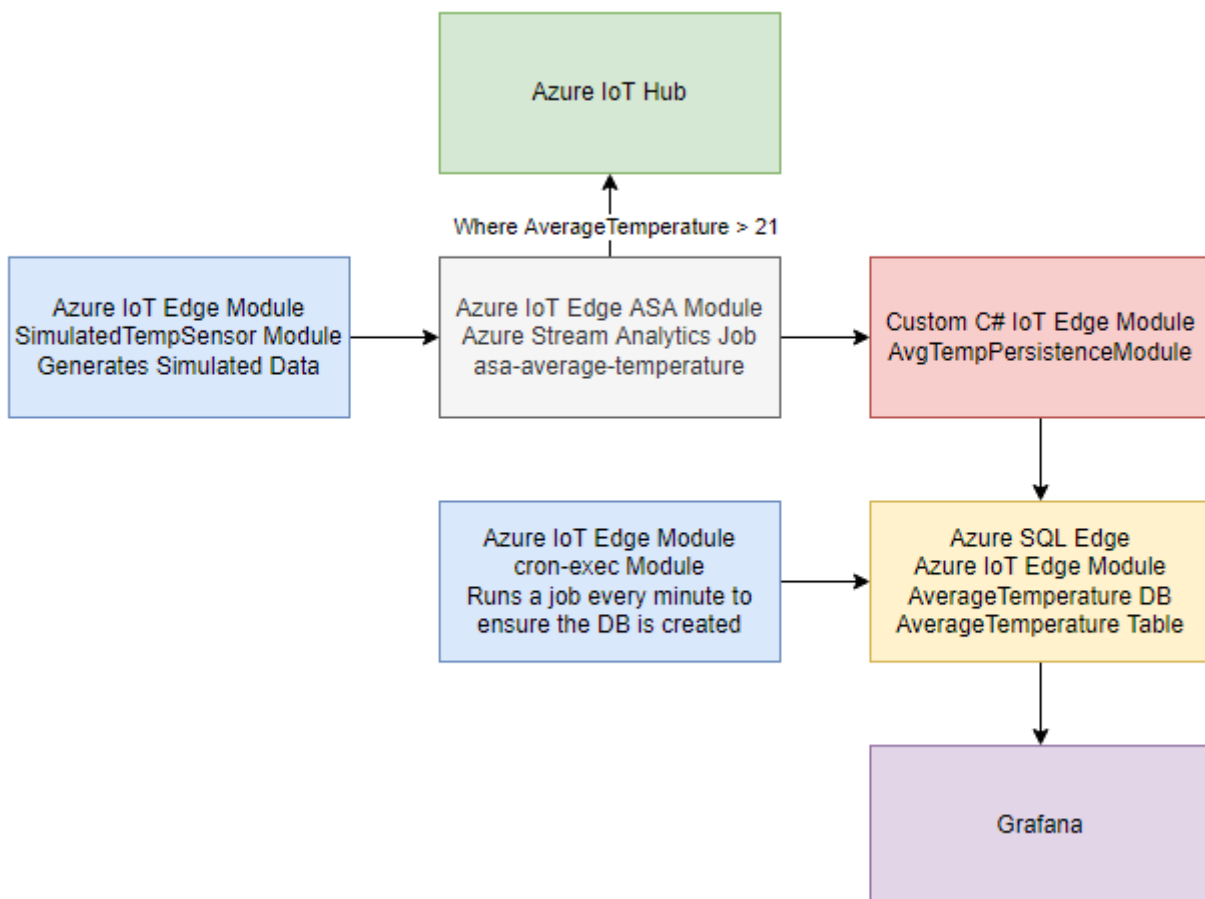 Azure IoT Hub
Where AverageTemperature > 21
Azure IoT Edge Module
SimulatedTempSensor Module
Generates Simulated Data
Azure IoT Edge ASA Module
Azure Stream Analytics Job
asa-average-temperature
Custom C# IoT Edge Module
AvgTempPersistenceModule
Azure IoT Edge Module
cron-exec Module
Runs a job every minute to
ensure the DB is created
Azure SQL Edge
Azure IoT Edge Module
AverageTemperature DB
AverageTemperature Table
Grafana